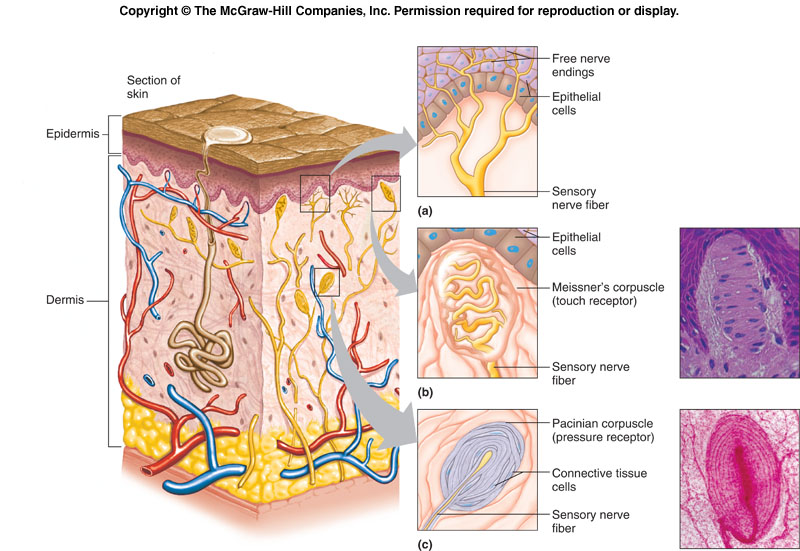 Copyright © The McGraw-Hill Companies, Inc. Permission required for reproduction or display.
Section of
skin
Epidermis
Dermis
Free nerve
endings
Epithelial
cells
Sensory
nerve fiber
(a)
Epithelial
cells
Meissner's corpuscle
(touch receptor)
Sensory nerve
fiber
(b)
Pacinian corpuscle
(pressure receptor)
Connective tissue
cells
Sensory nerve
fiber
(c)